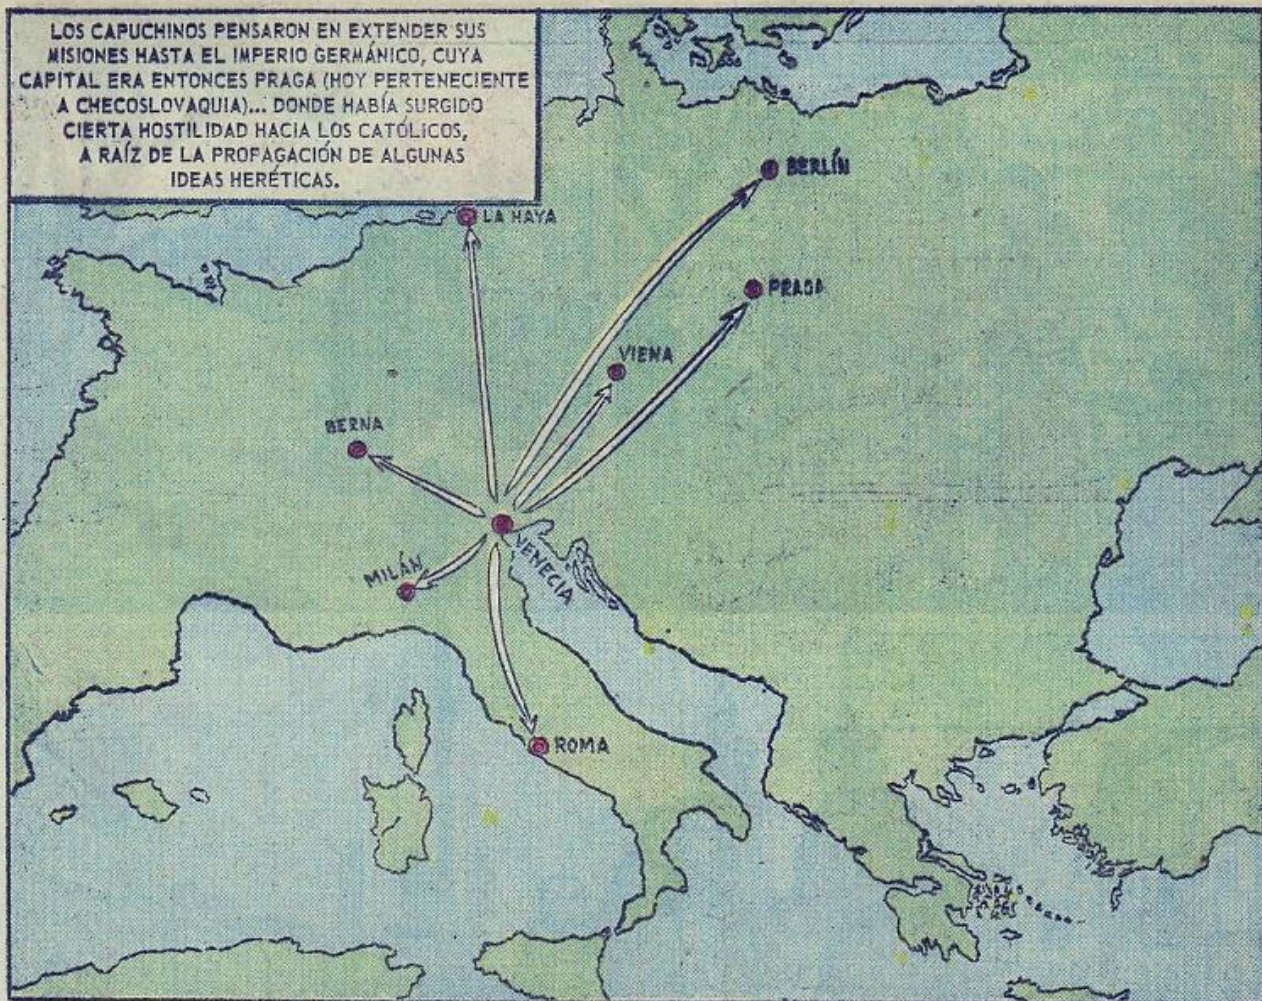 LOS CAPUCHINOS PENSARON EN EXTENDER SUS
MISIONES HASTA EL IMPERIO GERMÁNICO, CUYA
CAPITAL ERA ENTONCES PRAGA (HOY PERTENECIENTE
A CHECOSLOVAQUIA)... DONDE HABÍA SURGIDO
CIERTA HOSTILIDAD HACIA LOS CATÓLICOS,
A RAÍZ DE LA PROPAGACIÓN DE ALGUNAS
IDEAS HERÉTICAS.
BERLÍN
LA HAYA
PRAGA
VIENA
BERNA
VENECIA
MILÁN
ROMA